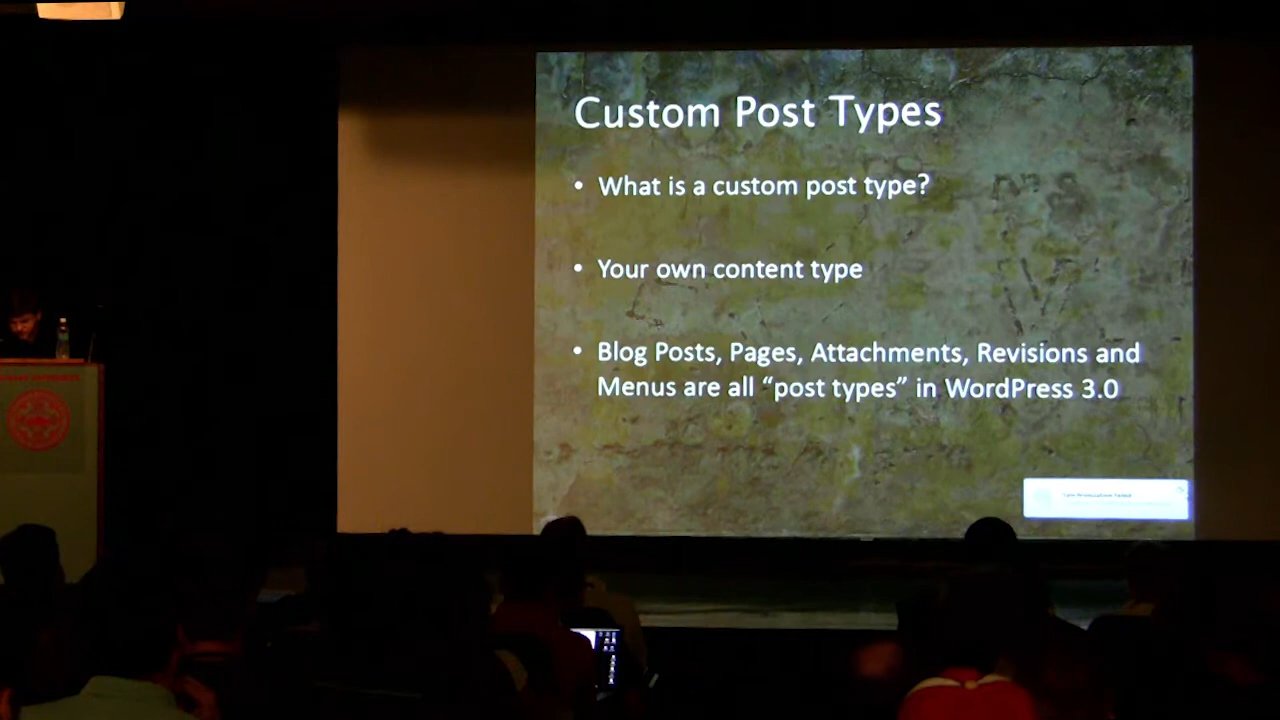 Custom Post Types
• What is a custom post type?
• Your own content type
• Blog Posts, Pages, Attachments, Revisions and
Menus are all “post types” in WordPress 3.0